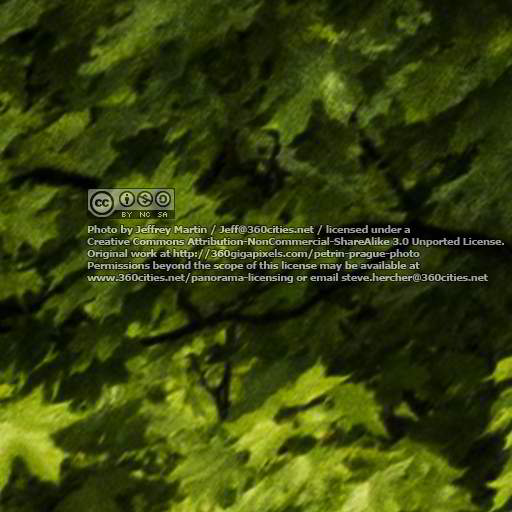 cc BY NC SA
Photo by Jeffrey Martin / Jeff@360cities.net / licensed under a
Creative Commons Attribution-NonCommercial-ShareAlike 3.0 Unported License.
Original work at http://360gigapixels.com/petrin-prague-photo
Permissions beyond the scope of this license may be available at
www.360cities.net/panorama-licensing or email steve.hercher@360cities.net